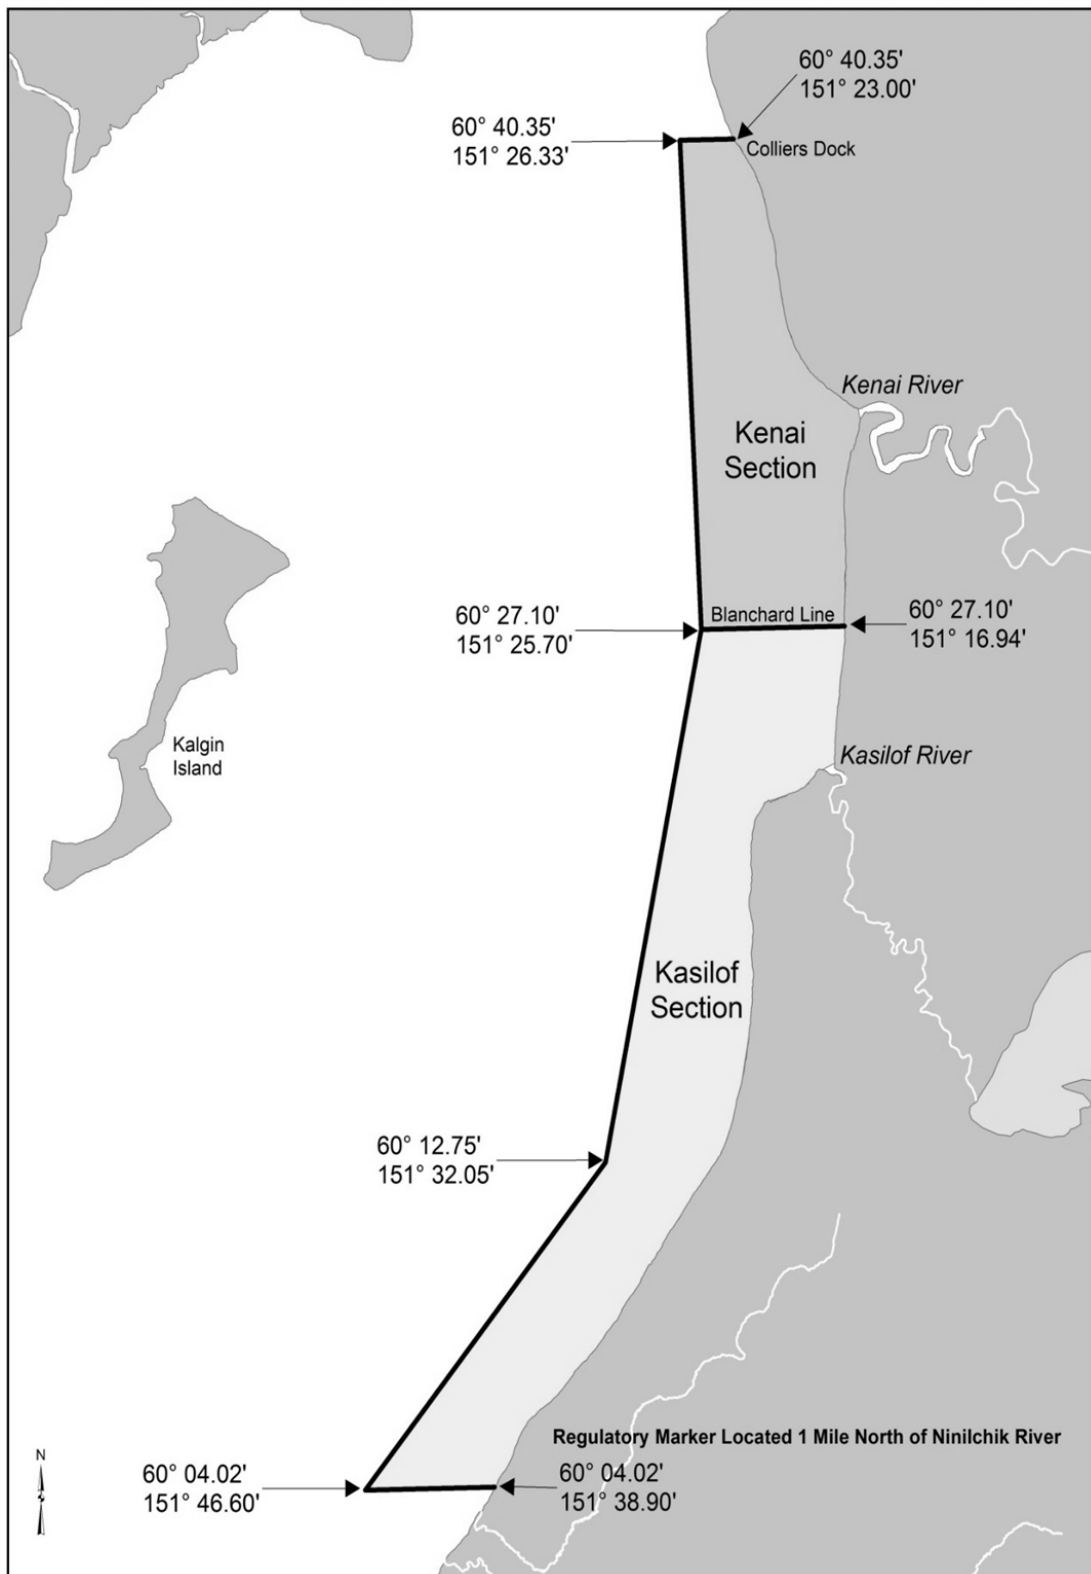 60° 40.35'
151° 23.00'
60° 40.35'
151° 26.33'
Colliers Dock
Kenai River
Kenai
Section
Blanchard Line
60° 27.10'
151° 25.70'
60° 27.10'
151° 16.94'
Kalgin
Island
Kasilof River
Kasilof
Section
60° 12.75'
151° 32.05'
Regulatory Marker Located 1 Mile North of Ninilchik River
N
60° 04.02'
151° 46.60'
60° 04.02'
151° 38.90'